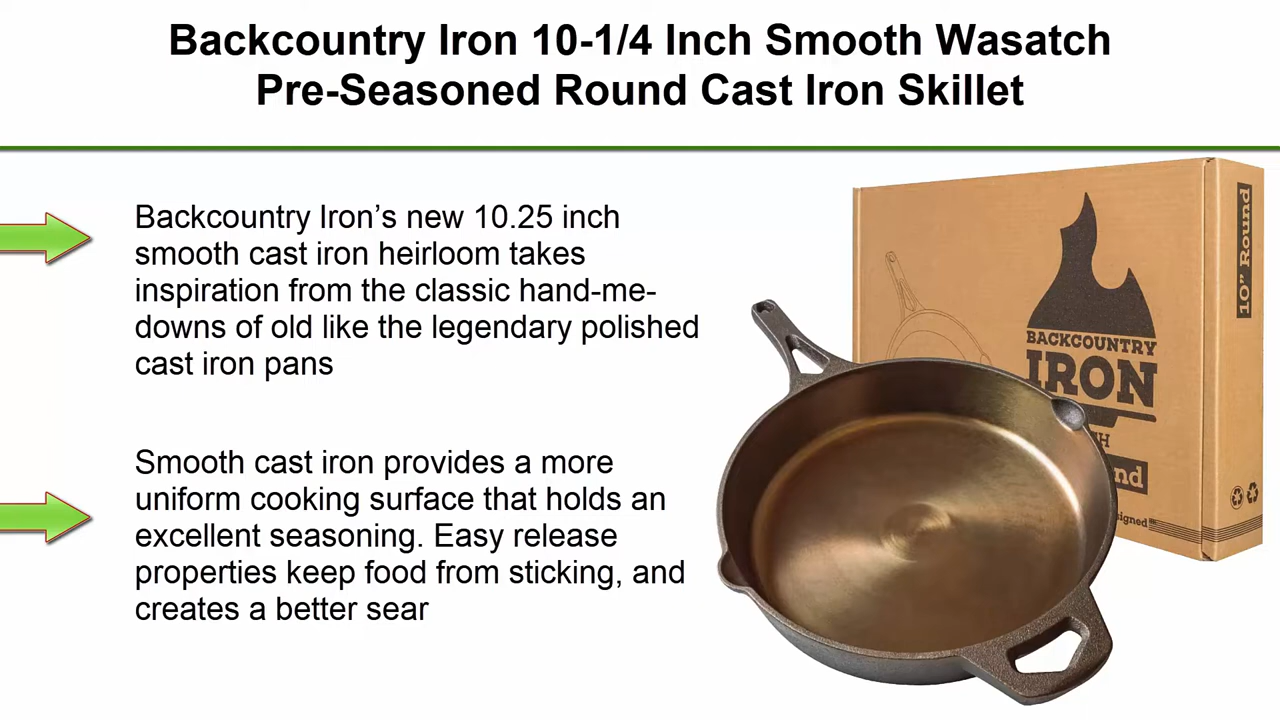 Backcountry Iron 10-1/4 Inch Smooth Wasatch
Pre-Seasoned Round Cast Iron Skillet
Backcountry Iron’s new 10.25 inch
smooth cast iron heirloom takes
inspiration from the classic hand-me-
downs of old like the legendary polished
cast iron pans
Smooth cast iron provides a more
uniform cooking surface that holds an
excellent seasoning. Easy release
properties keep food from sticking, and
creates a better sear
BACKCOUNTRY
IRON
10” Round